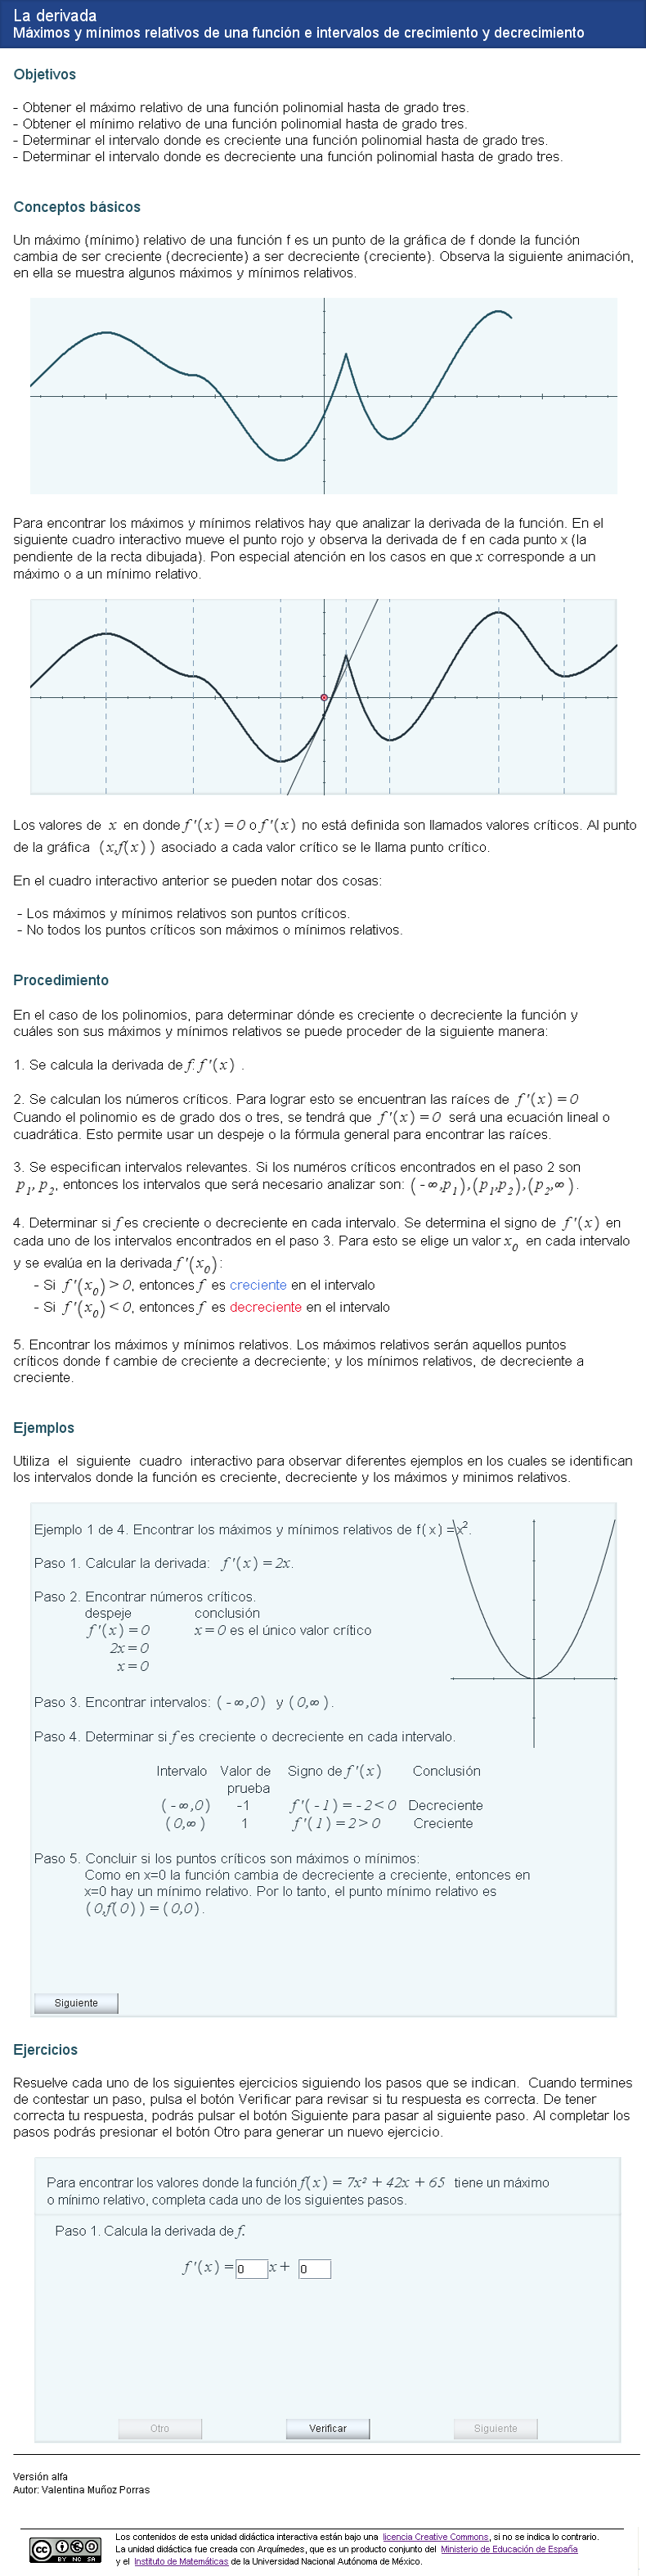 La derivada
Máximos y mínimos relativos de una función e intervalos de crecimiento y decrecimiento
Objetivos
- Obtener el máximo relativo de una función polinomial hasta de grado tres.
- Obtener el mínimo relativo de una función polinomial hasta de grado tres.
- Determinar el intervalo donde es creciente una función polinomial hasta de grado tres.
- Determinar el intervalo donde es decreciente una función polinomial hasta de grado tres.
Conceptos básicos
Un máximo (mínimo) relativo de una función f es un punto de la gráfica de f donde la función
cambia de ser creciente (decreciente) a ser decreciente (creciente). Observa la siguiente animación,
en ella se muestra algunos máximos y mínimos relativos.
Para encontrar los máximos y mínimos relativos hay que analizar la derivada de la función. En el
siguiente cuadro interactivo mueve el punto rojo y observa la derivada de f en cada punto x (la
pendiente de la recta dibujada). Pon especial atención en los casos en que x corresponde a un
máximo o a un mínimo relativo.
Los valores de x en donde f'(x)=0 o f'(x) no está definida son llamados valores críticos. Al punto
de la gráfica (x,f(x)) asociado a cada valor crítico se le llama punto crítico.
En el cuadro interactivo anterior se pueden notar dos cosas:
- Los máximos y mínimos relativos son puntos críticos.
- No todos los puntos críticos son máximos o mínimos relativos.
Procedimiento
En el caso de los polinomios, para determinar dónde es creciente o decreciente la función y
cuáles son sus máximos y mínimos relativos se puede proceder de la siguiente manera:
1. Se calcula la derivada de f: f'(x) .
2. Se calculan los números críticos. Para lograr esto se encuentran las raíces de f'(x)=0
Cuando el polinomio es de grado dos o tres, se tendrá que f'(x)=0 será una ecuación lineal o
cuadrática. Esto permite usar un despeje o la fórmula general para encontrar las raíces.
3. Se especifican intervalos relevantes. Si los numéros críticos encontrados en el paso 2 son
p₁, p₂, entonces los intervalos que será necesario analizar son: (-∞,p₁),(p₁,p₂),(p₂,∞).
4. Determinar si f es creciente o decreciente en cada intervalo. Se determina el signo de f'(x) en
cada uno de los intervalos encontrados en el paso 3. Para esto se elige un valor x₀ en cada intervalo
y se evalúa en la derivada f'(x₀):
- Si f'(x₀)>0, entonces f es creciente en el intervalo
- Si f'(x₀)<0, entonces f es decreciente en el intervalo
5. Encontrar los máximos y mínimos relativos. Los máximos relativos serán aquellos puntos
críticos donde f cambie de creciente a decreciente; y los mínimos relativos, de decreciente a
creciente.
Ejemplos
Utiliza el siguiente cuadro interactivo para observar diferentes ejemplos en los cuales se identifican
los intervalos donde la función es creciente, decreciente y los máximos y minimos relativos.
Ejemplo 1 de 4. Encontrar los máximos y mínimos relativos de f(x)=x².
Paso 1. Calcular la derivada: f'(x)=2x.
Paso 2. Encontrar números críticos.
despeje conclusión
f'(x)=0 x=0 es el único valor crítico
2x=0
x=0
Paso 3. Encontrar intervalos: (-∞,0) y (0,∞).
Paso 4. Determinar si f es creciente o decreciente en cada intervalo.
Intervalo Valor de Signo de f'(x) Conclusión
prueba
(-∞,0) -1 f'(-1)=-2<0 Decreciente
(0,∞) 1 f'(1)=2>0 Creciente
Paso 5. Concluir si los puntos críticos son máximos o mínimos:
Como en x=0 la función cambia de decreciente a creciente, entonces en
x=0 hay un mínimo relativo. Por lo tanto, el punto mínimo relativo es
(0,f(0))=(0,0).
Siguiente
Ejercicios
Resuelve cada uno de los siguientes ejercicios siguiendo los pasos que se indican. Cuando termines
de contestar un paso, pulsa el botón Verificar para revisar si tu respuesta es correcta. De tener
correcta tu respuesta, podrás pulsar el botón Siguiente para pasar al siguiente paso. Al completar los
pasos podrás presionar el botón Otro para generar un nuevo ejercicio.
Para encontrar los valores donde la función f(x) = 7x² + 42x + 65 tiene un máximo
o mínimo relativo, completa cada uno de los siguientes pasos.
Paso 1. Calcula la derivada de f.
f'(x)=0 x+ 0
Otro Verificar Siguiente
Versión alfa
Autor: Valentina Muñoz Porras
cc BY NC SA
Los contenidos de esta unidad didáctica interactiva están bajo una licencia Creative Commons, si no se indica lo contrario.
La unidad didáctica fue creada con Arquímedes, que es un producto conjunto del Ministerio de Educación de España
y el Instituto de Matemáticas de la Universidad Nacional Autónoma de México.